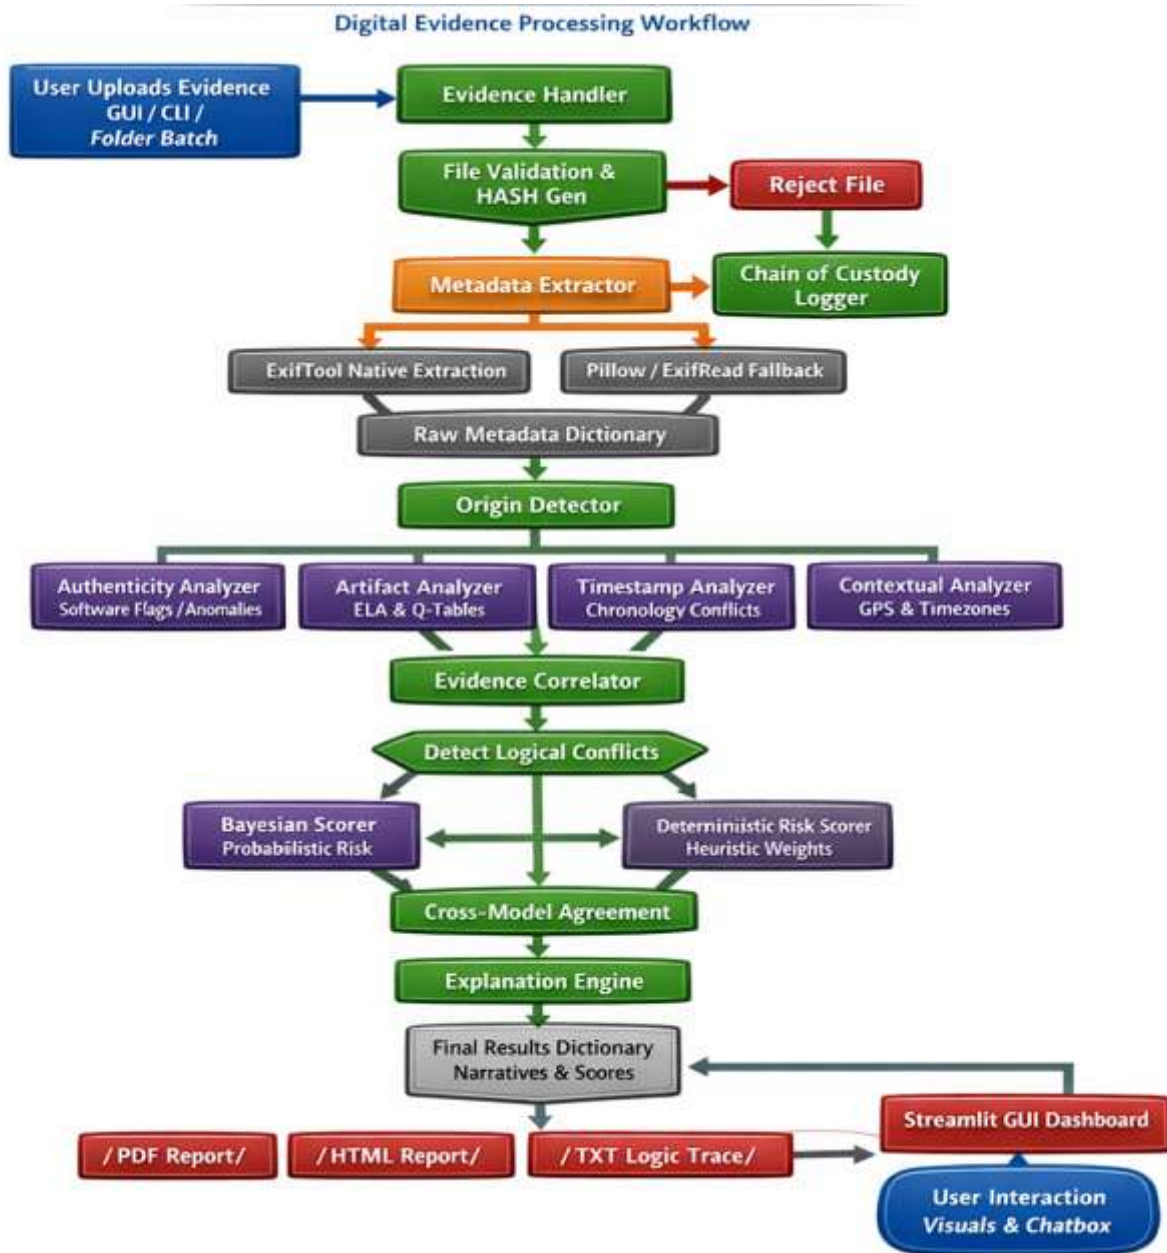 Digital Evidence Processing Workflow
User Uploads Evidence
GUI / CLI /
Folder Batch
Evidence Handler
File Validation &
HASH Gen
Reject File
Metadata Extractor
Chain of Custody
Logger
ExifTool Native Extraction
Pillow / ExifRead Fallback
Raw Metadata Dictionary
Origin Detector
Authenticity Analyzer
Software Flags / Anomalies
Artifact Analyzer
ELA & Q-Tables
Timestamp Analyzer
Chronology Conflicts
Contextual Analyzer
GPS & Timezones
Evidence Correlator
Detect Logical Conflicts
Bayesian Scorer
Probabilistic Risk
Deterministic Risk Scorer
Heuristic Weights
Cross-Model Agreement
Explanation Engine
Final Results Dictionary
Narratives & Scores
/ PDF Report/
/ HTML Report/
/ TXT Logic Trace/
Streamlit GUI Dashboard
User Interaction
Visuals & Chatbox